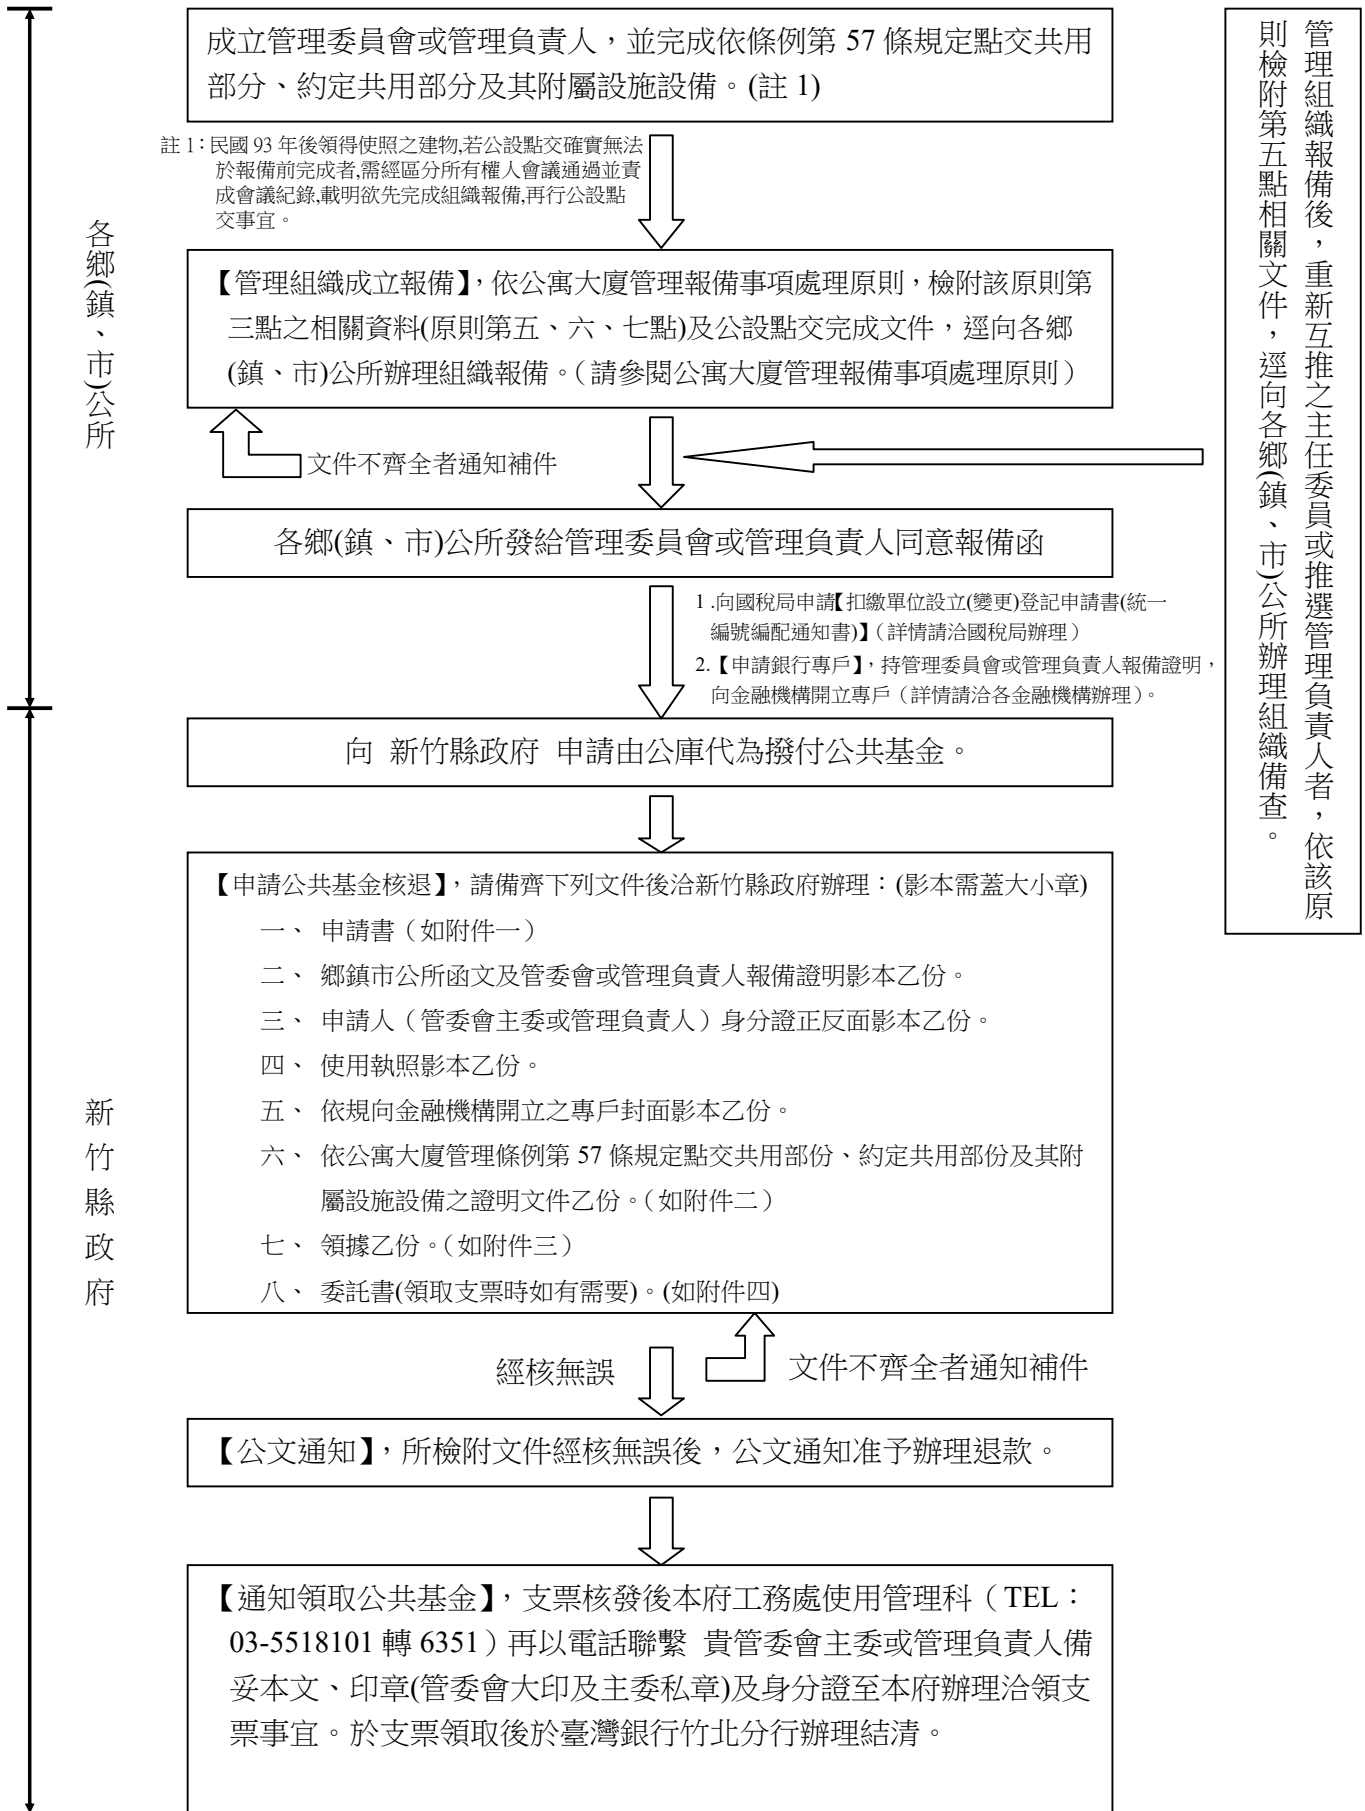 成立管理委員會或管理負責人，並完成依條例第 57 條規定點交共用
部分、約定共用部分及其附屬設施設備。(註 1)
註 1：民國 93 年後領得使照之建物,若公設點交確實無法
於報備前完成者,需經區分所有權人會議通過並責
成會議紀錄,載明欲先完成組織報備,再行公設點
交事宜。
【管理組織成立報備】，依公寓大廈管理報備事項處理原則，檢附該原則第
三點之相關資料(原則第五、六、七點)及公設點交完成文件，逕向各鄉
(鎮、市)公所辦理組織報備。（請參閱公寓大廈管理報備事項處理原則）
文件不齊全者通知補件
各鄉(鎮、市)公所發給管理委員會或管理負責人同意報備函
1 .向國稅局申請【扣繳單位設立(變更)登記申請書(統一
編號編配通知書)】（詳情請洽國稅局辦理）
2.【申請銀行專戶】，持管理委員會或管理負責人報備證明，
向金融機構開立專戶（詳情請洽各金融機構辦理）。
各鄉(鎮、市)公所
管理組織報備後，重新互推之主任委員或推選管理負責人者，依該原
則檢附第五點相關文件，逕向各鄉(鎮、市)公所辦理組織備查。
向 新竹縣政府 申請由公庫代為撥付公共基金。
【申請公共基金核退】，請備齊下列文件後洽新竹縣政府辦理：(影本需蓋大小章)
一、 申請書（如附件一）
二、 鄉鎮市公所函文及管委會或管理負責人報備證明影本乙份。
三、 申請人（管委會主委或管理負責人）身分證正反面影本乙份。
四、 使用執照影本乙份。
五、 依規向金融機構開立之專戶封面影本乙份。
六、 依公寓大廈管理條例第 57 條規定點交共用部份、約定共用部份及其附
屬設施設備之證明文件乙份。（如附件二）
七、 領據乙份。（如附件三）
八、 委託書(領取支票時如有需要)。(如附件四)
新竹縣政府
經核無誤
文件不齊全者通知補件
【公文通知】，所檢附文件經核無誤後，公文通知准予辦理退款。
【通知領取公共基金】，支票核發後本府工務處使用管理科（TEL：
03-5518101 轉 6351）再以電話聯繫 貴管委會主委或管理負責人備
妥本文、印章(管委會大印及主委私章)及身分證至本府辦理洽領支
票事宜。於支票領取後於臺灣銀行竹北分行辦理結清。